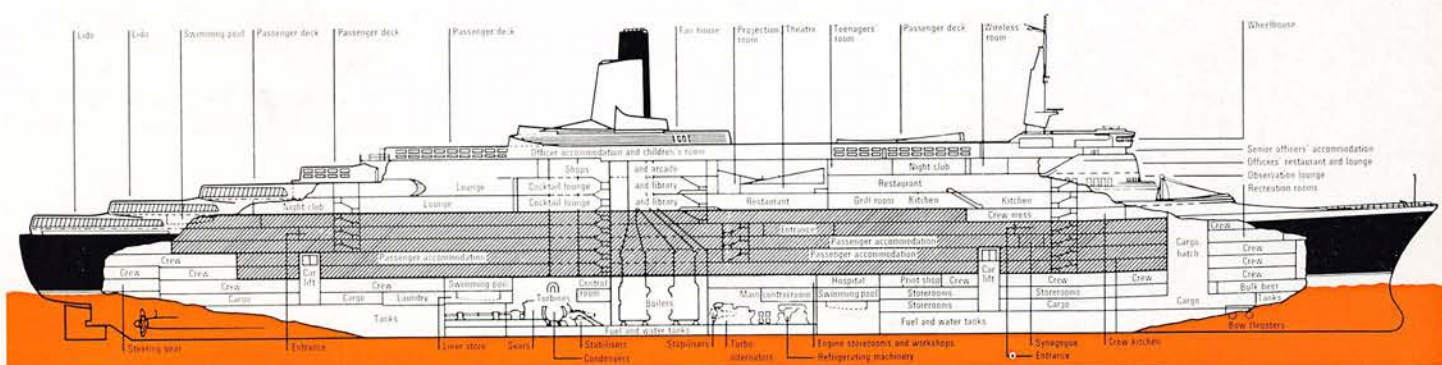 Lido
Lido
Swimming pool
Passenger deck
Passenger deck
Passenger deck
Fan house
Projection
room
Theatre
Teenagers'
room
Passenger deck
Wireless
room
Wheelhouse
Officer accommodation and children's room
Shops
and arcade
Night club
Senior officers' accommodation
Officers' restaurant and lounge
Observation lounge
Recreation rooms
Lounge
Cocktail lounge
and library
Restaurant
Night club
Lounge
Cocktail lounge
and library
Restaurant
Grill room
Kitchen
Kitchen
Crew mess
Entrance
Passenger accommodation
Passenger accommodation
Passenger accommodation
Cargo
hatch
Crew
Crew
Crew
Crew
Crew
Crew
Crew
Car
lift
Car
lift
Crew
Crew
Swimming pool
Control
room
Hospital
Print shop
Crew
Crew
Crew
Bulk beer
Cargo
Cargo
Laundry
Turbines
Boilers
Main control room
Swimming pool
Storerooms
Storerooms
Storerooms
Cargo
Cargo
Tanks
Tanks
Fuel and water tanks
Fuel and water tanks
Bow thrusters
Steering gear
Entrance
Liner store
Gears
Stabilisers
Condensers
Stabilisers
Turbo
alternators
Engine storerooms and workshops
Refrigerating machinery
Synagogue
Entrance
Crew kitchen